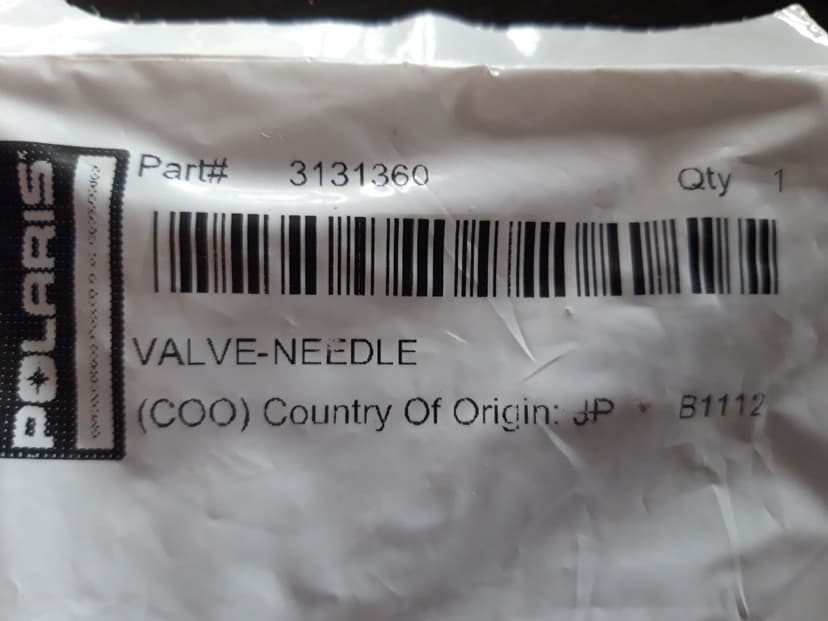 Part# 3131360 Qty 1
VALVE-NEEDLE
(COO) Country Of Origin: JP B1112
POLARIS